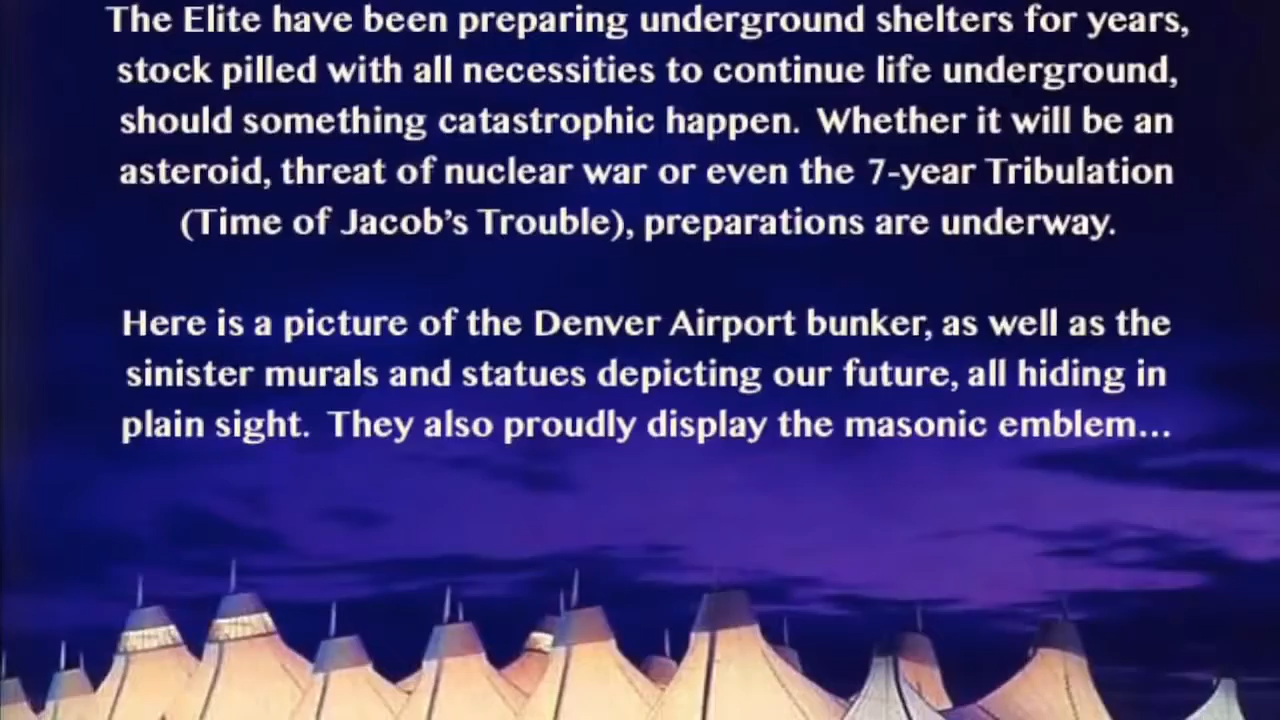 The Elite have been preparing underground shelters for years,
stock pilled with all necessities to continue life underground,
should something catastrophic happen. Whether it will be an
asteroid, threat of nuclear war or even the 7-year Tribulation
(Time of Jacob’s Trouble), preparations are underway.
Here is a picture of the Denver Airport bunker, as well as the
sinister murals and statues depicting our future, all hiding in
plain sight. They also proudly display the masonic emblem...